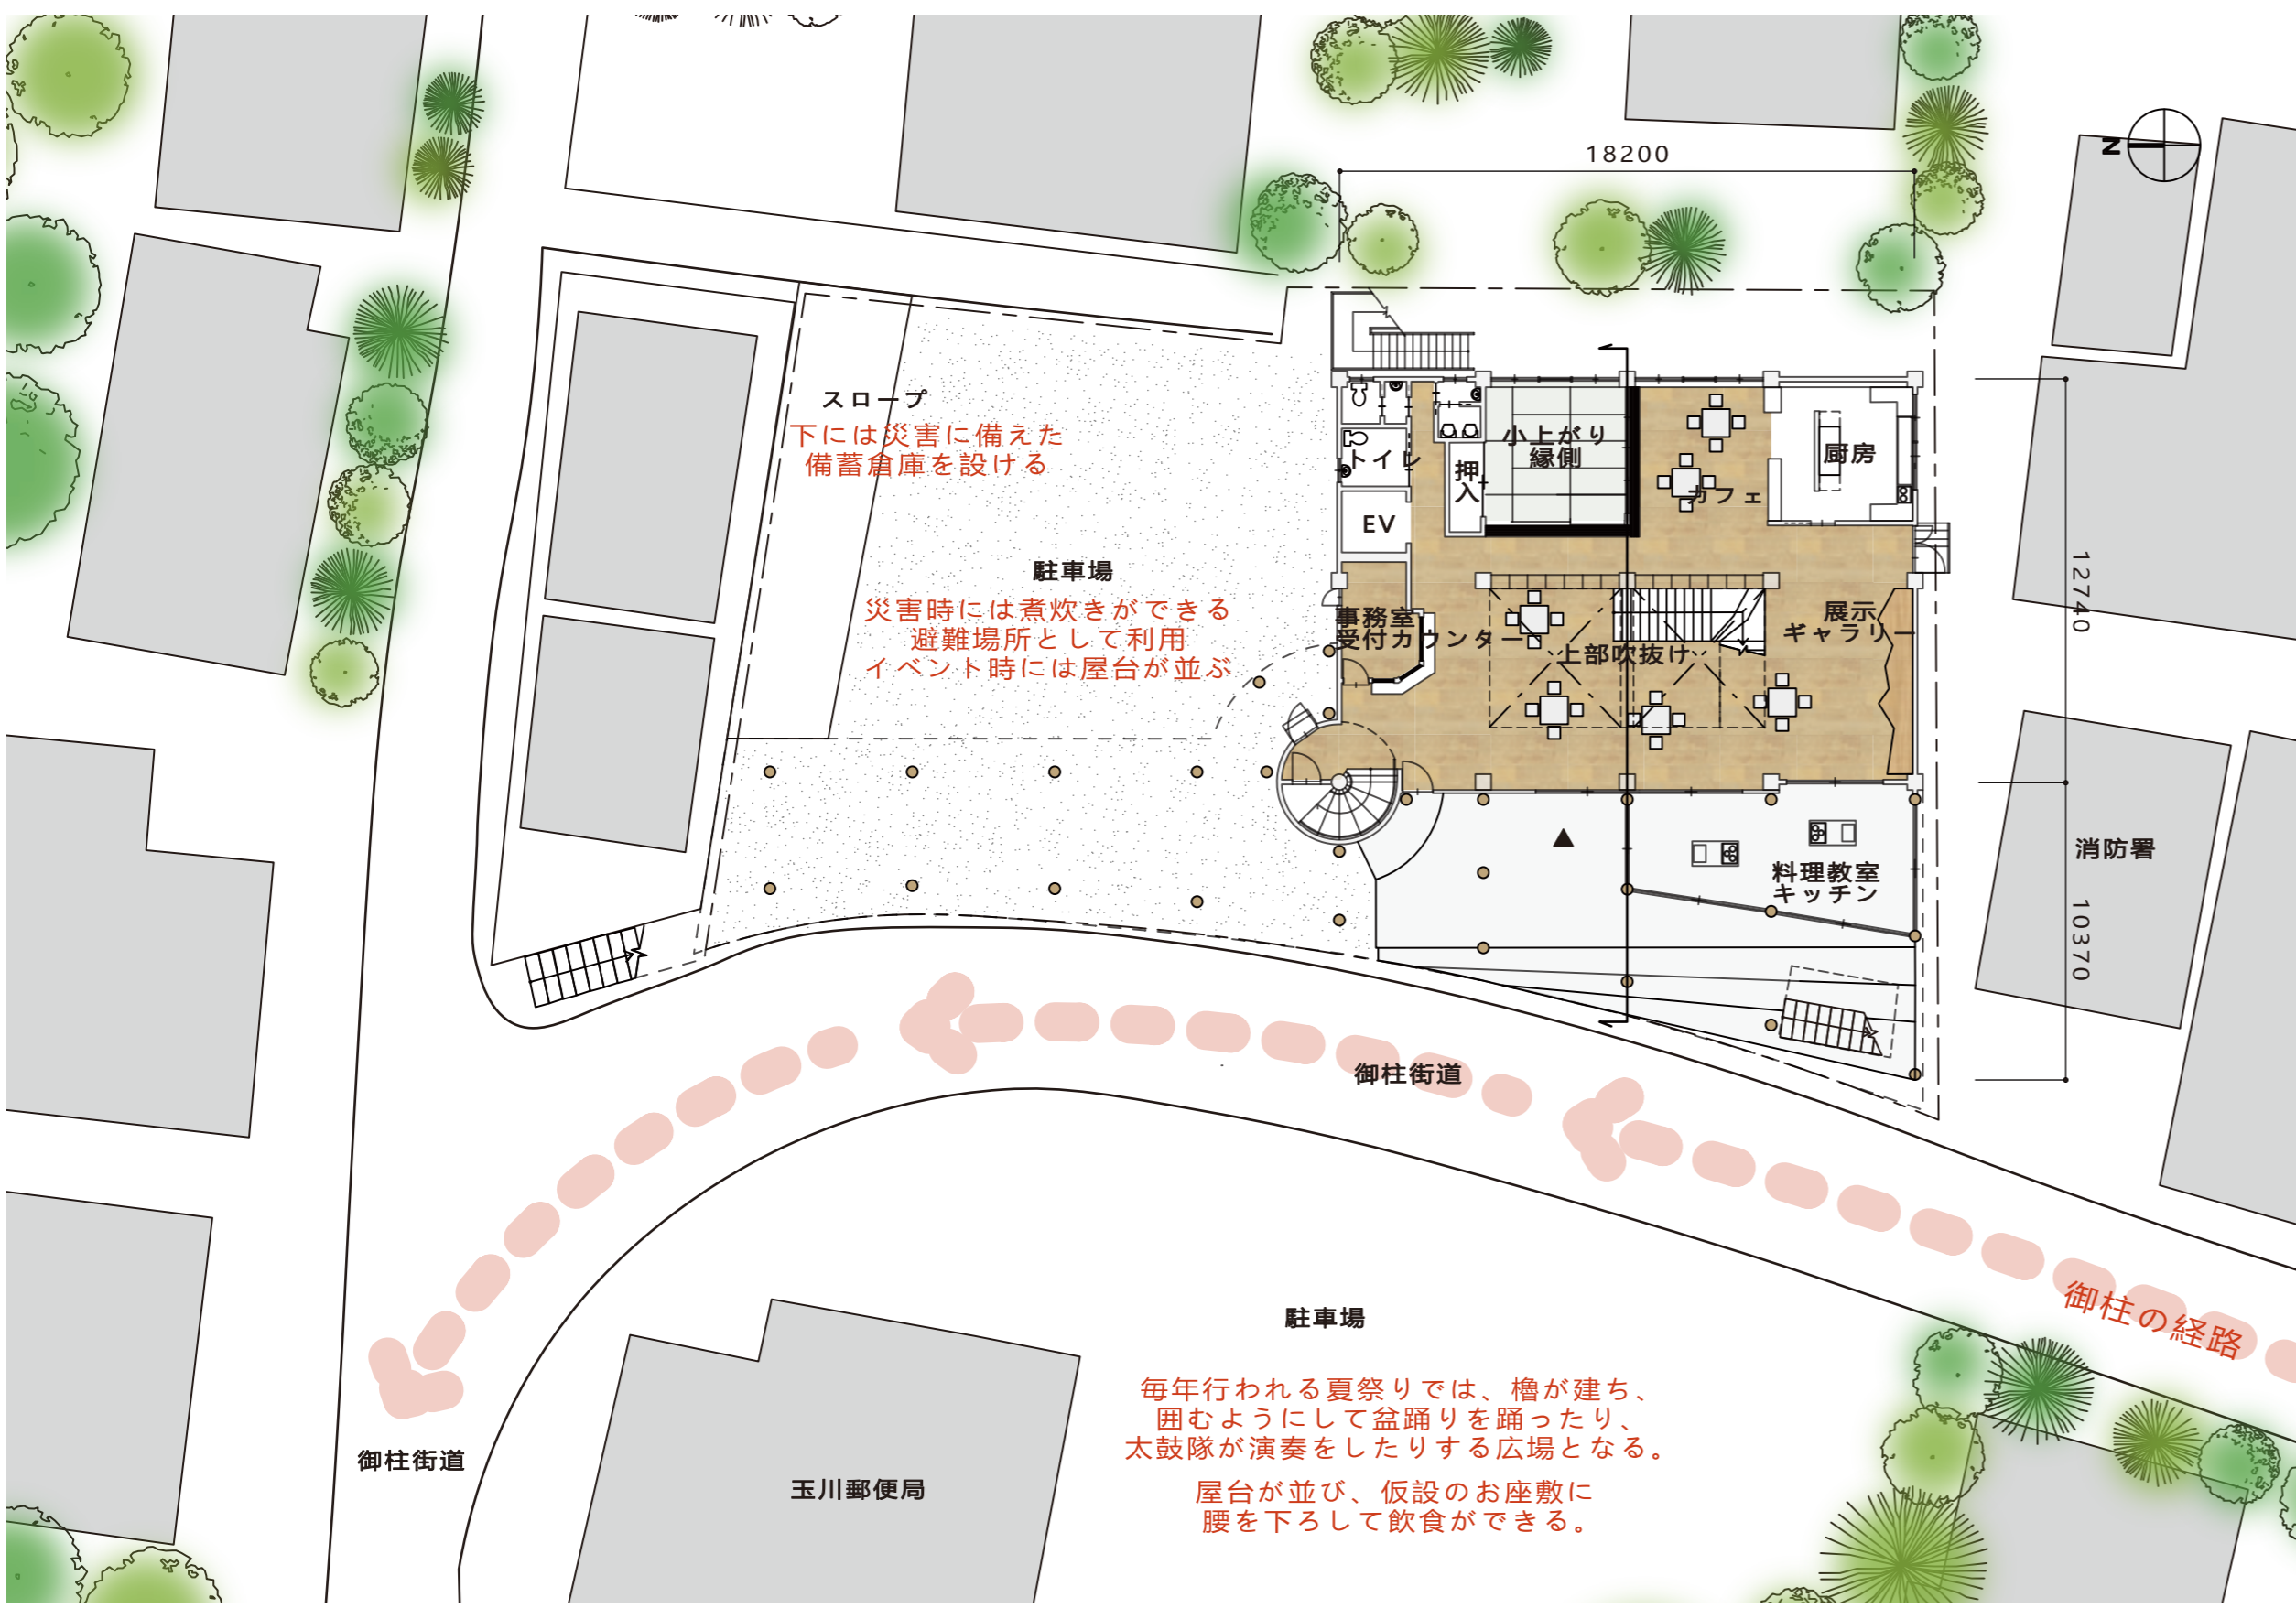 18200
N
スロープ
下には災害に備えた
備蓄倉庫を設ける
駐車場
災害時には煮炊きができる
避難場所として利用
イベント時には屋台が並ぶ
トイレ
EV
押入
小上がり
縁側
カフェ
厨房
事務室
受付カウンター
上部吹抜け
展示
ギャラリー
12740
料理教室
キッチン
消防署
10370
御柱街道
御柱の経路
駐車場
毎年行われる夏祭りでは、櫓が建ち、
囲むようにして盆踊りを踊ったり、
太鼓隊が演奏をしたりする広場となる。
屋台が並び、仮設のお座敷に
腰を下ろして飲食ができる。
御柱街道
玉川郵便局